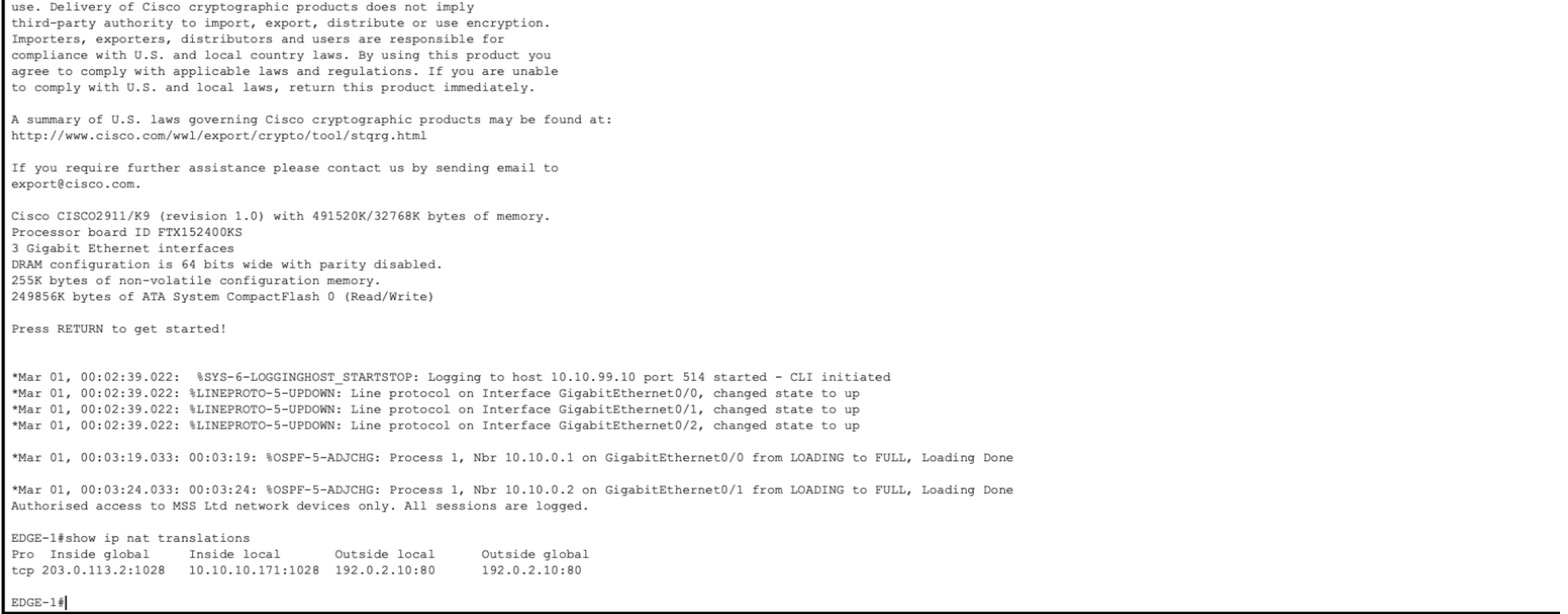 use. Delivery of Cisco cryptographic products does not imply
third-party authority to import, export, distribute or use encryption.
Importers, exporters, distributors and users are responsible for
compliance with U.S. and local country laws. By using this product you
agree to comply with applicable laws and regulations. If you are unable
to comply with U.S. and local laws, return this product immediately.

A summary of U.S. laws governing Cisco cryptographic products may be found at:
http://www.cisco.com/wwl/export/crypto/tool/stqrg.html

If you require further assistance please contact us by sending email to
export@cisco.com.

Cisco CISCO2911/K9 (revision 1.0) with 491520K/32768K bytes of memory.
Processor board ID FTX152400KS
3 Gigabit Ethernet interfaces
DRAM configuration is 64 bits wide with parity disabled.
255K bytes of non-volatile configuration memory.
249856K bytes of ATA System CompactFlash 0 (Read/Write)

Press RETURN to get started!

*Mar 01, 00:02:39.022:  %SYS-6-LOGGINGHOST_STARTSTOP: Logging to host 10.10.99.10 port 514 started - CLI initiated
*Mar 01, 00:02:39.022: %LINEPROTO-5-UPDOWN: Line protocol on Interface GigabitEthernet0/0, changed state to up
*Mar 01, 00:02:39.022: %LINEPROTO-5-UPDOWN: Line protocol on Interface GigabitEthernet0/1, changed state to up
*Mar 01, 00:02:39.022: %LINEPROTO-5-UPDOWN: Line protocol on Interface GigabitEthernet0/2, changed state to up

*Mar 01, 00:03:19.033: 00:03:19: %OSPF-5-ADJCHG: Process 1, Nbr 10.10.0.1 on GigabitEthernet0/0 from LOADING to FULL, Loading Done

*Mar 01, 00:03:24.033: 00:03:24: %OSPF-5-ADJCHG: Process 1, Nbr 10.10.0.2 on GigabitEthernet0/1 from LOADING to FULL, Loading Done
Authorised access to MSS Ltd network devices only. All sessions are logged.

EDGE-1#show ip nat translations
Pro  Inside global     Inside local       Outside local      Outside global
tcp 203.0.113.2:1028   10.10.10.171:1028  192.0.2.10:80      192.0.2.10:80

EDGE-1#